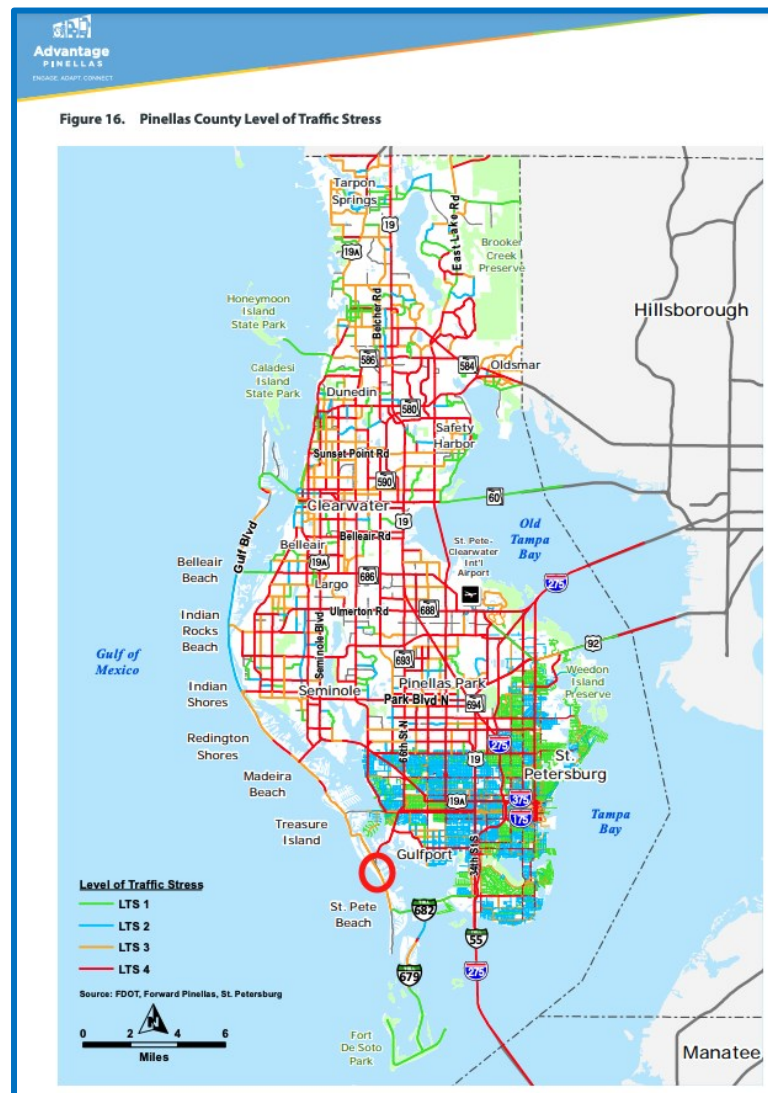 Advantage
PINELLAS
ENGAGE. ADAPT. CONNECT
Figure 16. Pinellas County Level of Traffic Stress
Tarpon
Springs
19
19A
East Lake Rd
Brooker
Creek
Preserve
Belcher Rd
Honeymoon
Island
State Park
Hillsborough
586
584
Oldsmar
Caladesi
Island
State Park
Dunedin
580
Safety
Harbor
Sunset Point Rd
590
60
Clearwater
19
Old
Tampa
Bay
Gulf Blvd
Belleair
Belleair Rd
St. Pete-
Clearwater
Int'l
Airport
Belleair
Beach
19A
686
Largo
275
Ulmerton Rd
688
Indian
Rocks
Beach
Seminole Blvd
92
Gulf of
Mexico
693
Weedon
Island
Preserve
Pinellas Park
Indian
Shores
Seminole
Park Blvd N
694
66th St N
Redington
Shores
275
19
St.
Petersburg
Madeira
Beach
19A
375
175
Tampa
Bay
Treasure
Island
Gulfport
34th St S
Level of Traffic Stress
LTS 1
LTS 2
LTS 3
LTS 4
St. Pete
Beach
682
55
679
275
Source: FDOT, Forward Pinellas, St. Petersburg
N
0 2 4 6
Miles
Fort
De Soto
Park
Manatee